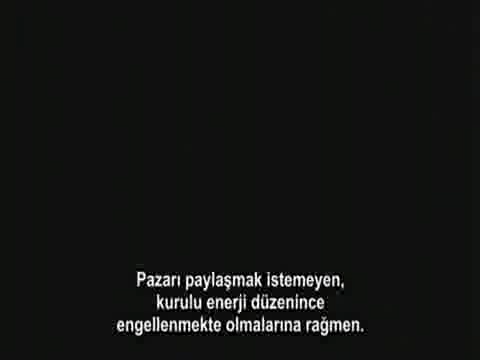 Pazarı paylaşmak istemeyen,
kurulu enerji düzenince
engellenmekte olmalarına rağmen.